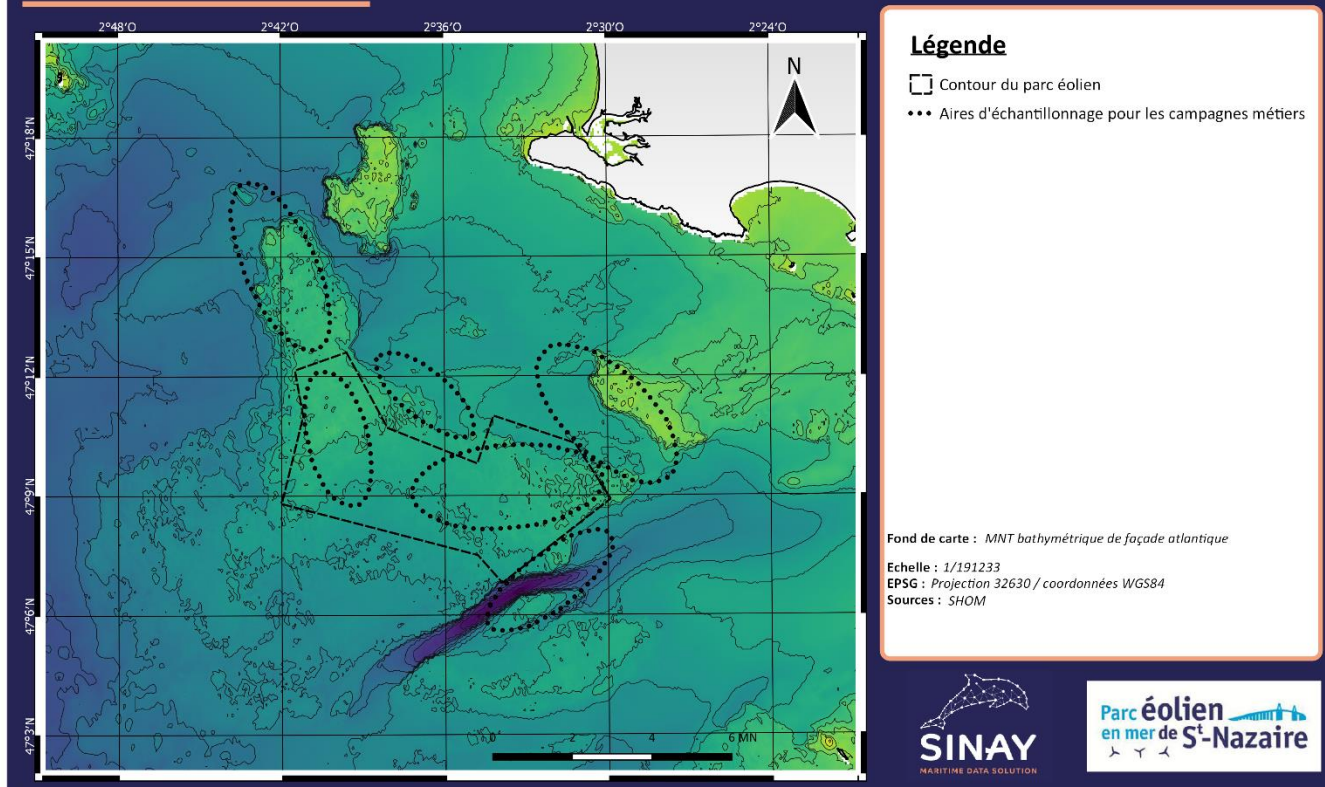 2°48'O 2°42'O 2°36'O 2°30'O 2°24'O
47°18'N
47°15'N
47°12'N
47°9'N
47°6'N
47°3'N
N
0 2 4 6 MN
Légende
Contour du parc éolien
Aires d'échantillonnage pour les campagnes métiers
Fond de carte : MNT bathymétrique de façade atlantique
Echelle : 1/191233
EPSG : Projection 32630 / coordonnées WGS84
Sources : SHOM
SINAY
MARITIME DATA SOLUTION
Parc éolien
en mer de St-Nazaire